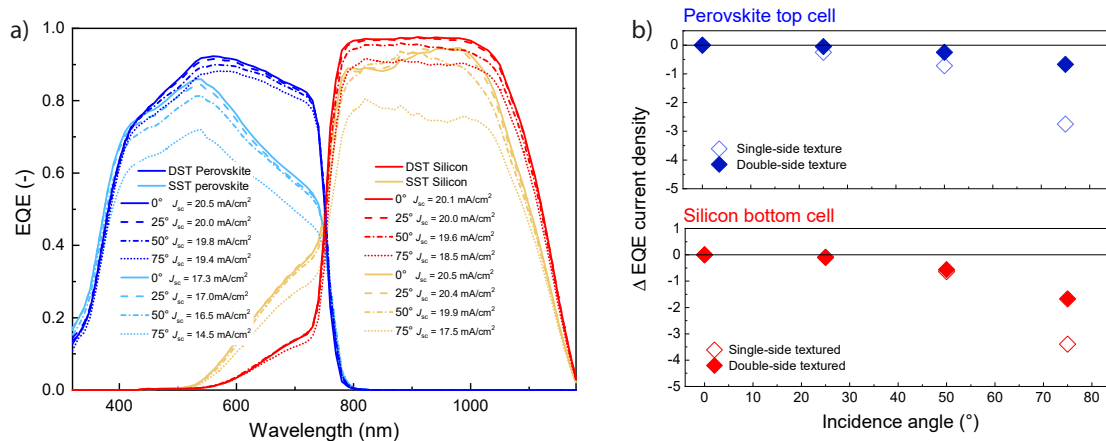 a)
1.0
0.8
0.6
0.4
0.2
0.0
EQE (-)
400
600
800
1000
Wavelength (nm)
DST Perovskite
SST perovskite
0° Jsc = 20.5 mA/cm²
25° Jsc = 20.0 mA/cm²
50° Jsc = 19.8 mA/cm²
75° Jsc = 19.4 mA/cm²
0° Jsc = 17.3 mA/cm²
25° Jsc = 17.0mA/cm²
50° Jsc = 16.5 mA/cm²
75° Jsc = 14.5 mA/cm²
DST Silicon
SST Silicon
0° Jsc = 20.1 mA/cm²
25° Jsc = 20.0 mA/cm²
50° Jsc = 19.6 mA/cm²
75° Jsc = 18.5 mA/cm²
0° Jsc = 20.5 mA/cm²
25° Jsc = 20.4 mA/cm²
50° Jsc = 19.9 mA/cm²
75° Jsc = 17.5 mA/cm²
b)
Perovskite top cell
0
-1
-2
-3
-4
-5
Single-side texture
Double-side texture
Silicon bottom cell
1
0
-1
-2
-3
-4
-5
Single-side textured
Double-side textured
Δ EQE current density
0
10
20
30
40
50
60
70
80
Incidence angle (°)